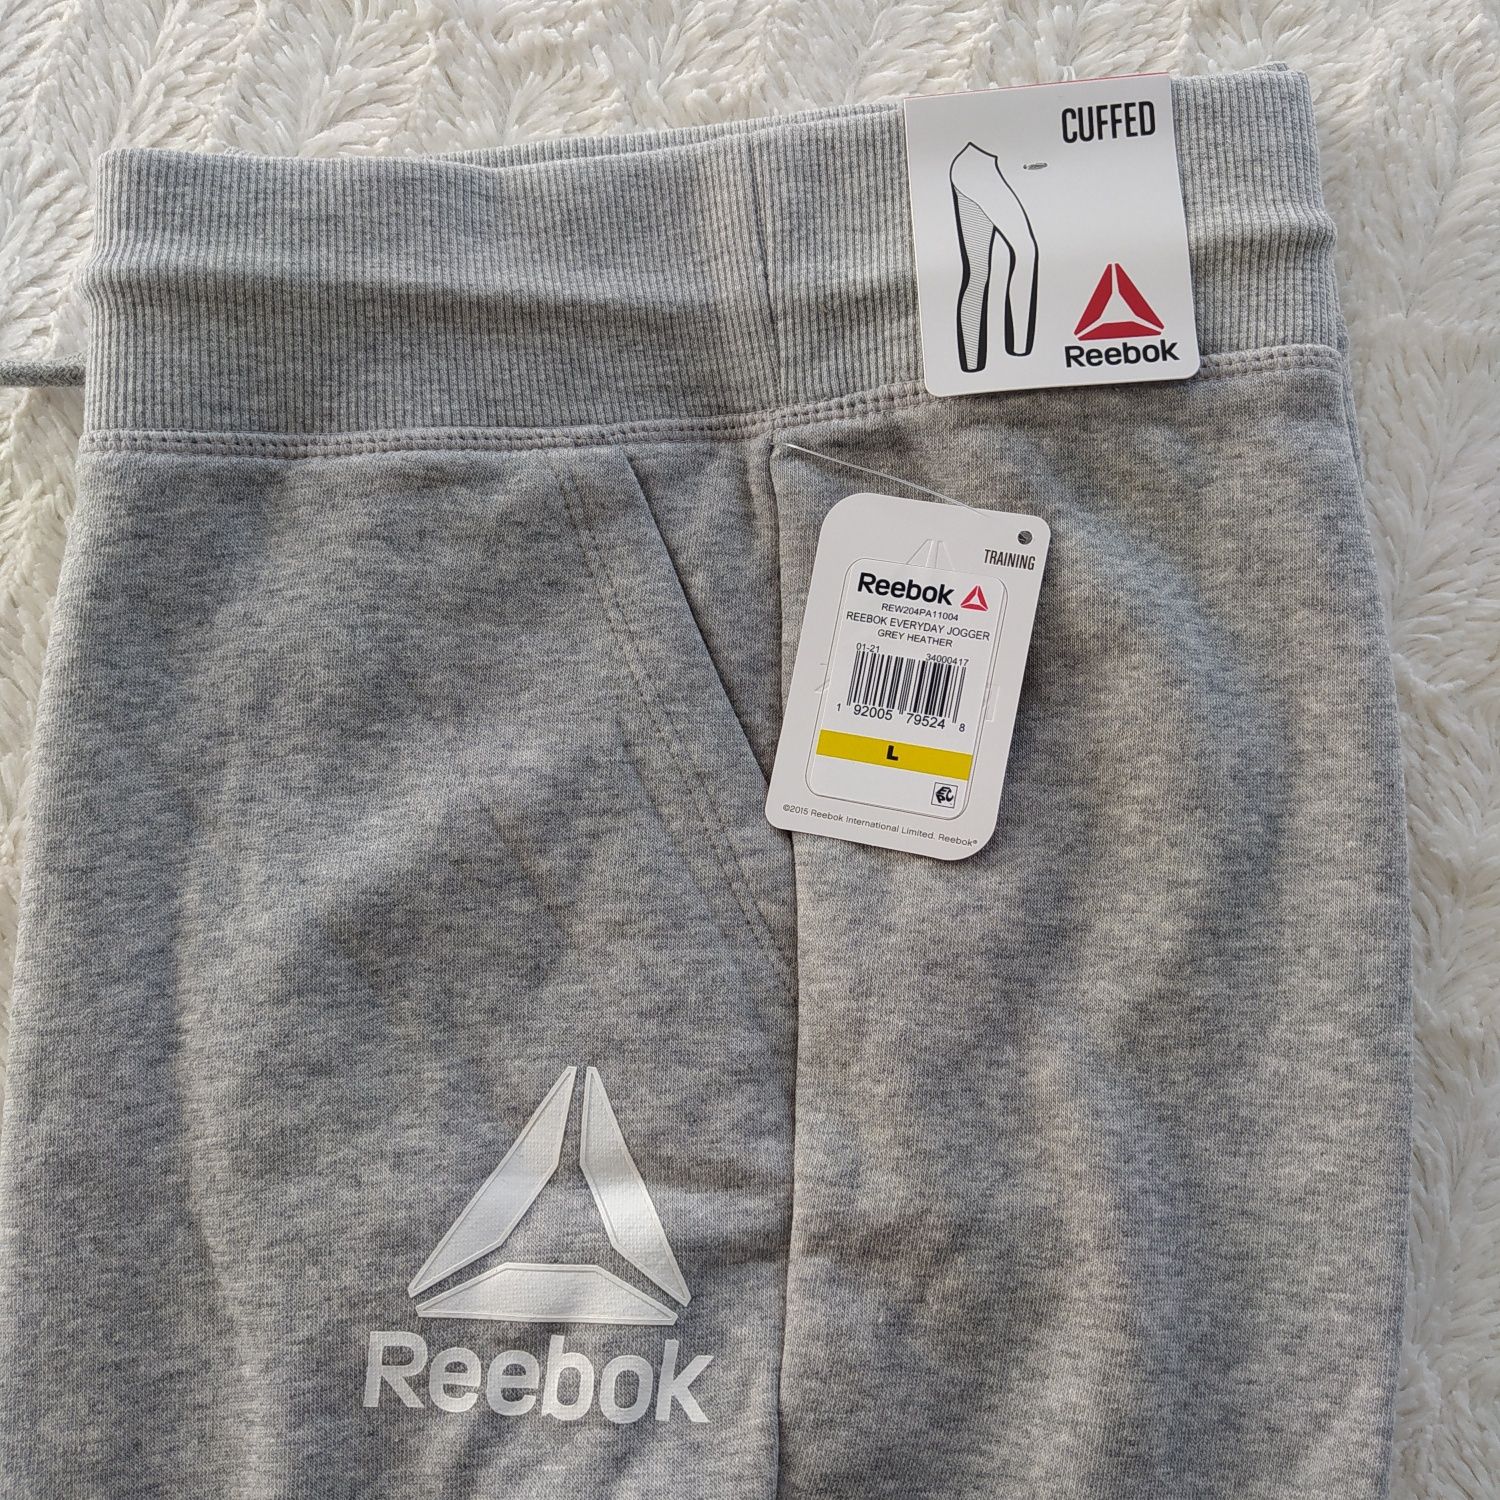 CUFFED
Reebok
TRAINING
Reebok
REW204PA11004
REEBOK EVERYDAY JOGGER
GREY HEATHER
01-21 34000417
1 92005 79524 8
L
©2015 Reebok International Limited. Reebok®
Reebok